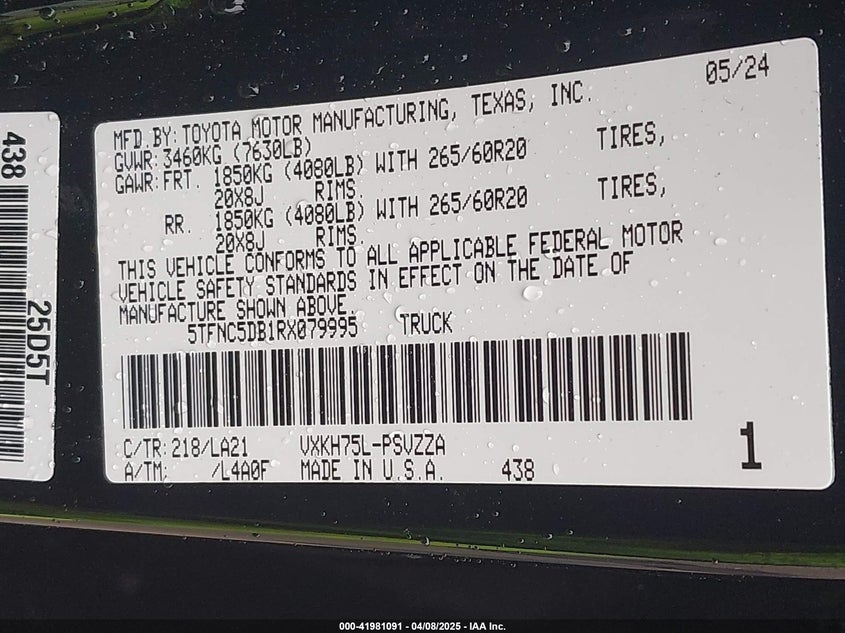 05/24
MFD.BY:TOYOTA MOTOR MANUFACTURING, TEXAS, INC.
GVWR:3460KG (7630LB)
GAWR:FRT. 1850KG (4080LB) WITH 265/60R20 TIRES,
20X8J RIMS.
RR. 1850KG (4080LB) WITH 265/60R20 TIRES,
20X8J RIMS.
THIS VEHICLE CONFORMS TO ALL APPLICABLE FEDERAL MOTOR
VEHICLE SAFETY STANDARDS IN EFFECT ON THE DATE OF
MANUFACTURE SHOWN ABOVE.
5TFNC5DB1RX079995 TRUCK
C/TR:218/LA21 VXKH75L-PSVZZA
A/TM: /L4A0F MADE IN U.S.A. 438
1
438
25D5T
000-41981091 - 04/08/2025 - IAA Inc.